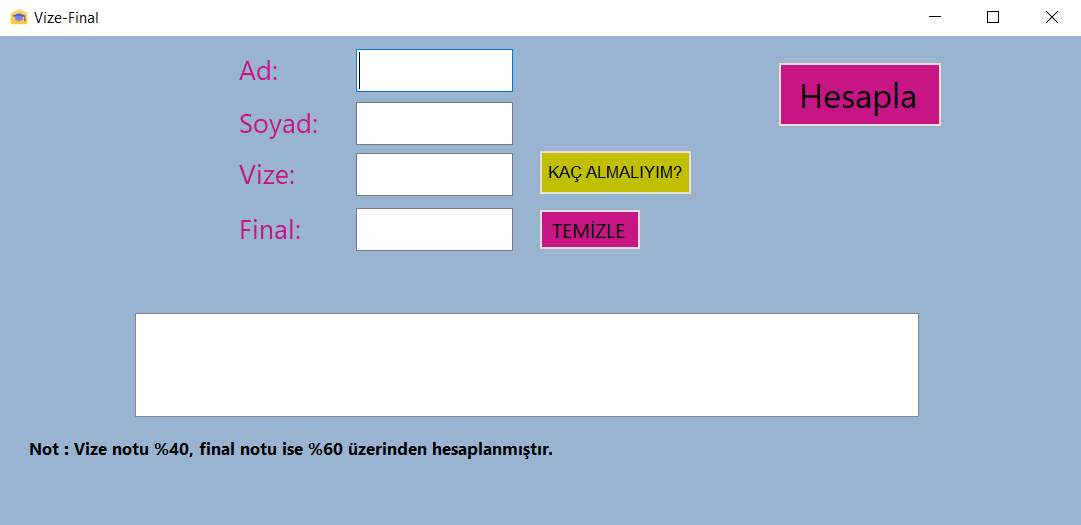 Vize-Final
Ad:
Hesapla
Soyad:
Vize:
KAÇ ALMALIYIM?
Final:
TEMİZLE
Not : Vize notu %40, final notu ise %60 üzerinden hesaplanmıştır.